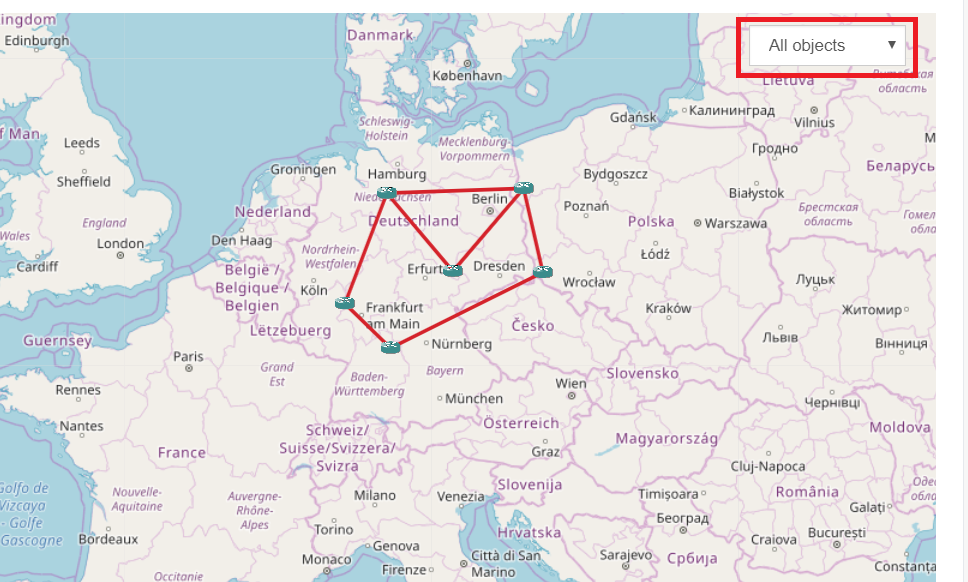 ingdom
Edinburgh
Danmark
All objects
København
Lietuva
Витебская
область
f Man
Leeds
Schleswig-
Holstein
Gdańsk
Калининград
Vilnius
Mecklenburg-
Vorpommern
Гродно
Groningen
Hamburg
Bydgoszcz
Беларусь
Sheffield
Białystok
Nederland
Berlin
Poznań
England
Deutschland
Polska
Warszawa
Брестская
область
Гомел
Wales
London
Den Haag
Nordrhein-
Westfalen
Łódź
Cardiff
België /
Belgique /
Belgien
Köln
Erfurt
Dresden
Wrocław
Луцьк
Frankfurt
am Main
Kraków
Житомир
Guernsey
Lëtzebuerg
Česko
Львів
Вінниця
Paris
Nürnberg
Grand
Est
Baden-
Württemberg
Bayern
Slovensko
Rennes
Wien
München
Чернівці
Nantes
Schweiz/
Suisse/Svizzera/
Svizra
Österreich
Moldova
France
Graz
Magyarország
Cluj-Napoca
Golfo de
Vizcaya
- Golfe
Gascogne
Nouvelle-
Aquitaine
Auvergne-
Rhône-
Alpes
Milano
Venezia
Slovenija
Timișoara
România
Galați
Torino
Београд
Bordeaux
Genova
Hrvatska
Craiova
București
Monaco
Firenze
Città di San
Marino
Sarajevo
Србија
Constanța
Occitanie